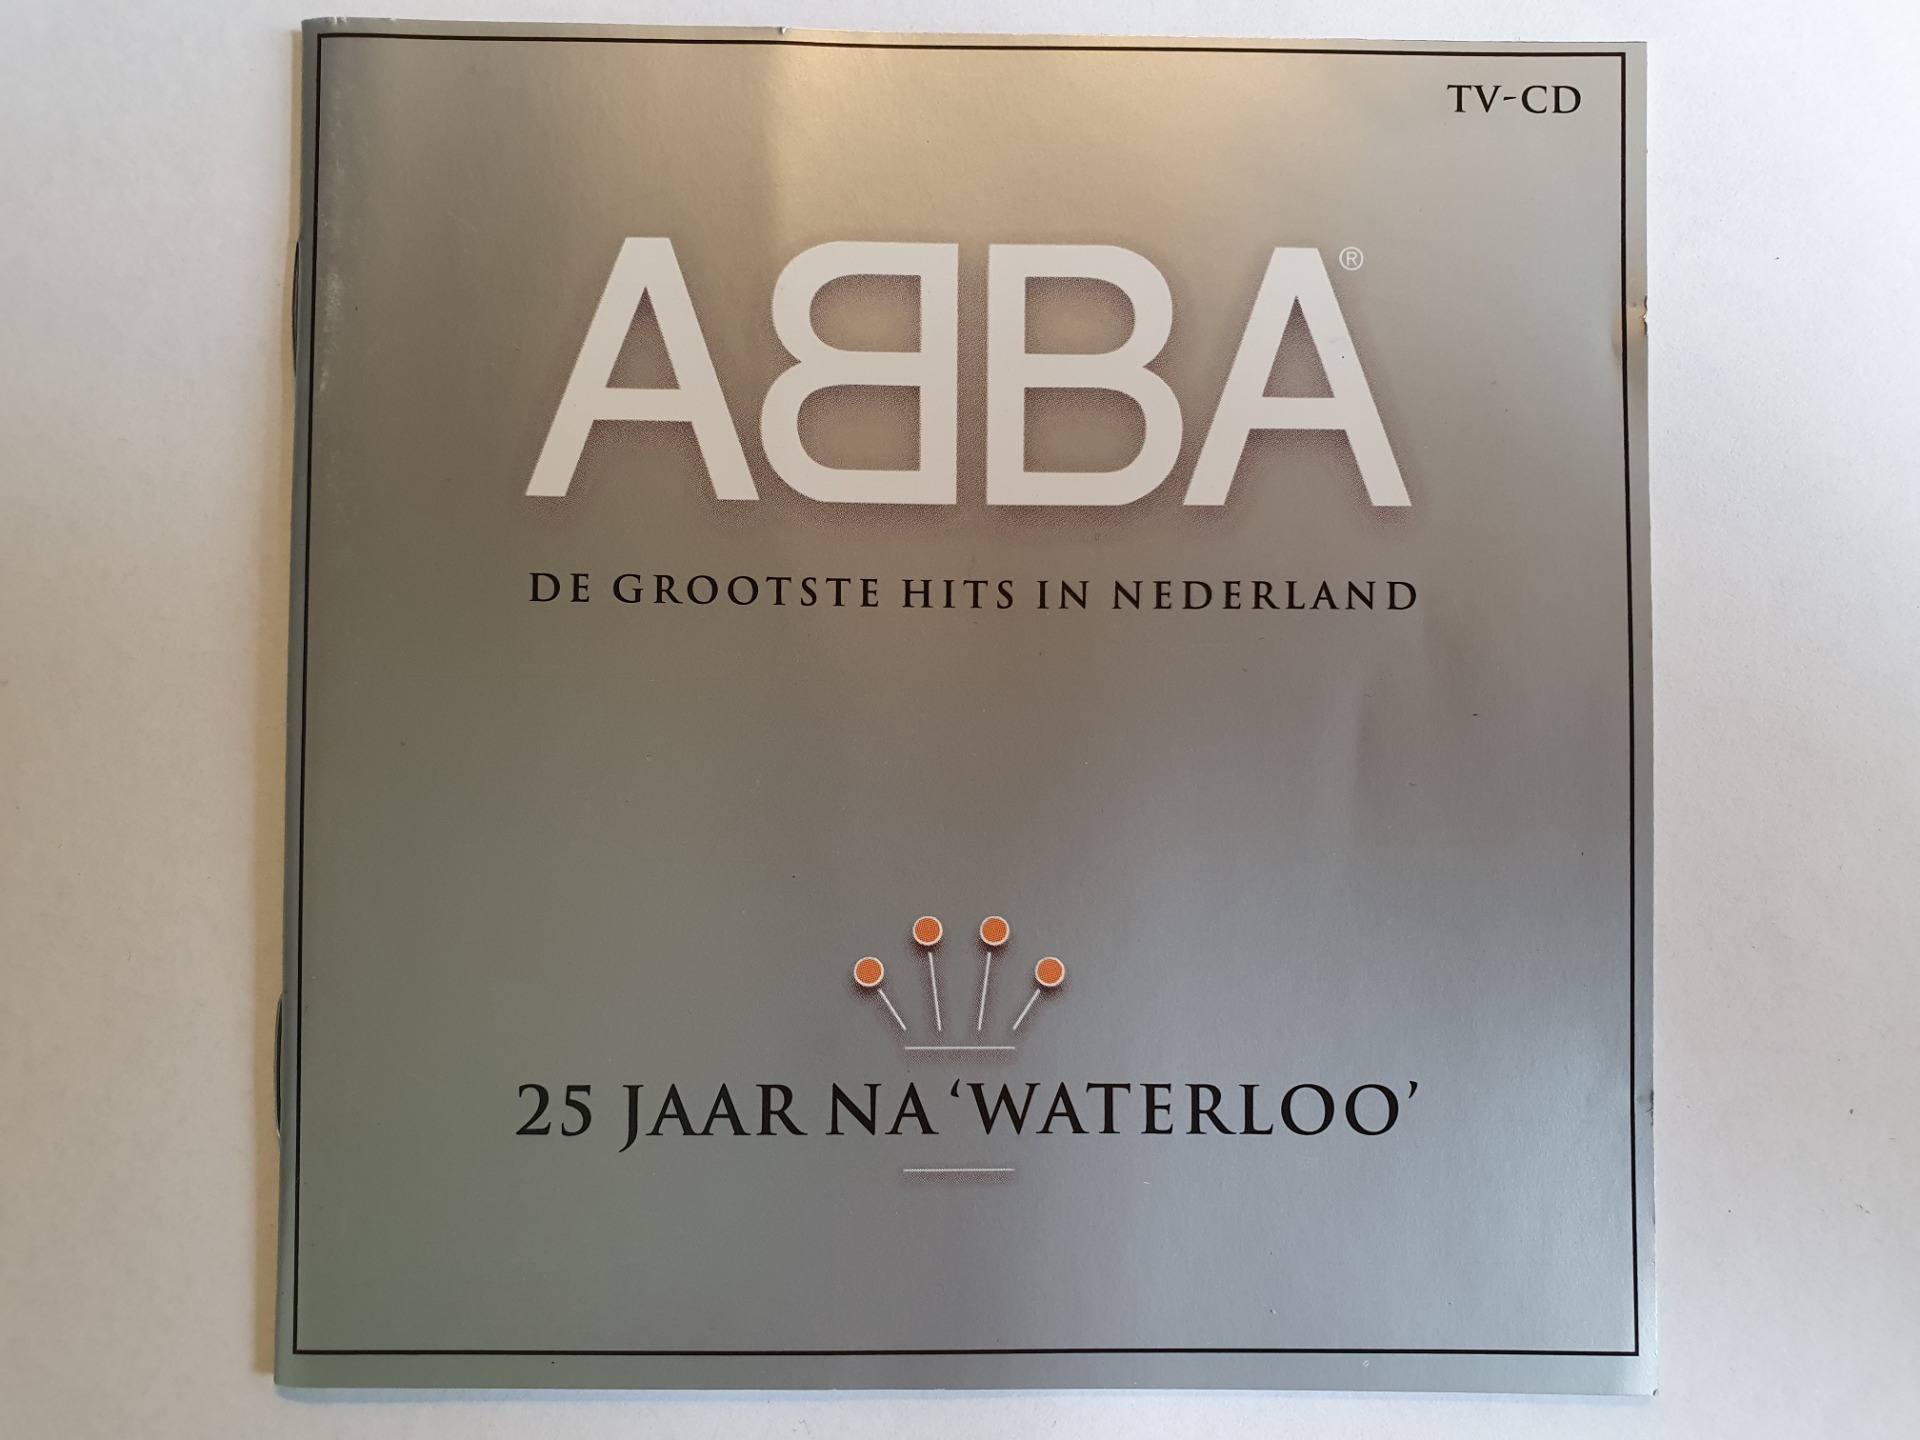 TV-CD
ABBA®
DE GROOTSTE HITS IN NEDERLAND
25 JAAR NA ‘WATERLOO’